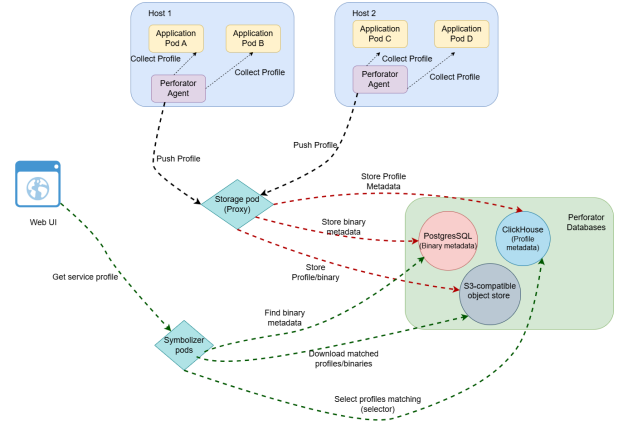 Host 1
Application
Pod A
Application
Pod B
Collect Profile
Collect Profile
Perforator
Agent
Host 2
Application
Pod C
Application
Pod D
Collect Profile
Collect Profile
Perforator
Agent
Push Profile
Push Profile
Web UI
Storage pod
(Proxy)
Store Profile
Metadata
Store binary
metadata
Store
Profile/binary
PostgresSQL
(Binary metadata)
ClickHouse
(Profile
metadata)
Perforator
Databases
S3-compatible
object store
Get service profile
Find binary
metadata
Symbolizer
pods
Download matched
profiles/binaries
Select profiles matching
(selector)